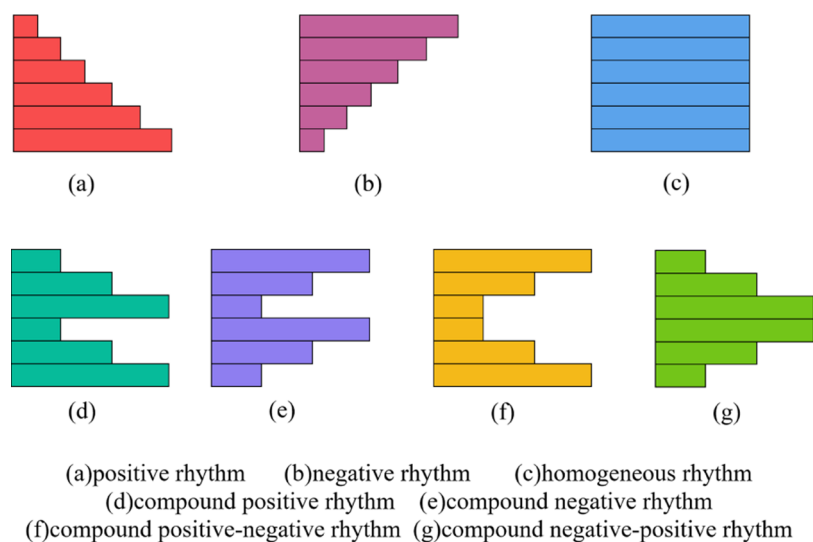 (a) (b) (c)
(d) (e) (f) (g)
(a)positive rhythm (b)negative rhythm (c)homogeneous rhythm
(d)compound positive rhythm (e)compound negative rhythm
(f)compound positive-negative rhythm (g)compound negative-positive rhythm